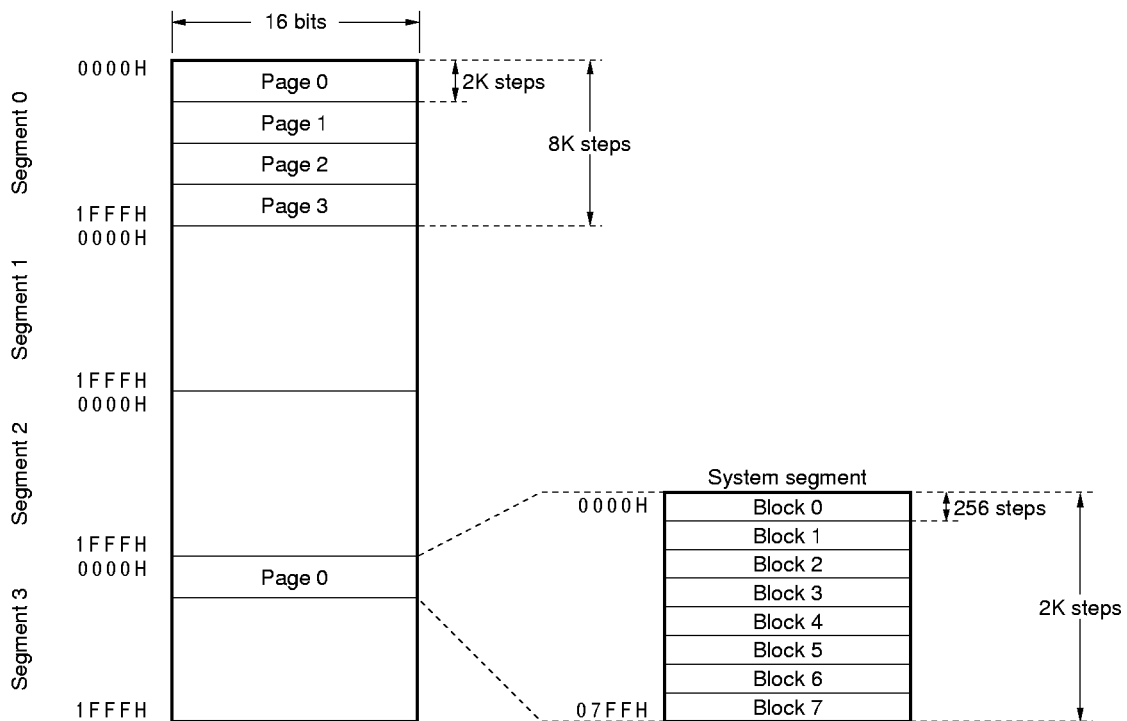 16 bits
0000H
Page 0
2K steps
Page 1
8K steps
Segment 0
Page 2
Page 3
1FFFH
0000H
Segment 1
1FFFH
0000H
Segment 2
1FFFH
0000H
Page 0
Segment 3
1FFFH
System segment
0000H
Block 0
256 steps
Block 1
Block 2
Block 3
Block 4
2K steps
Block 5
Block 6
07FFH
Block 7